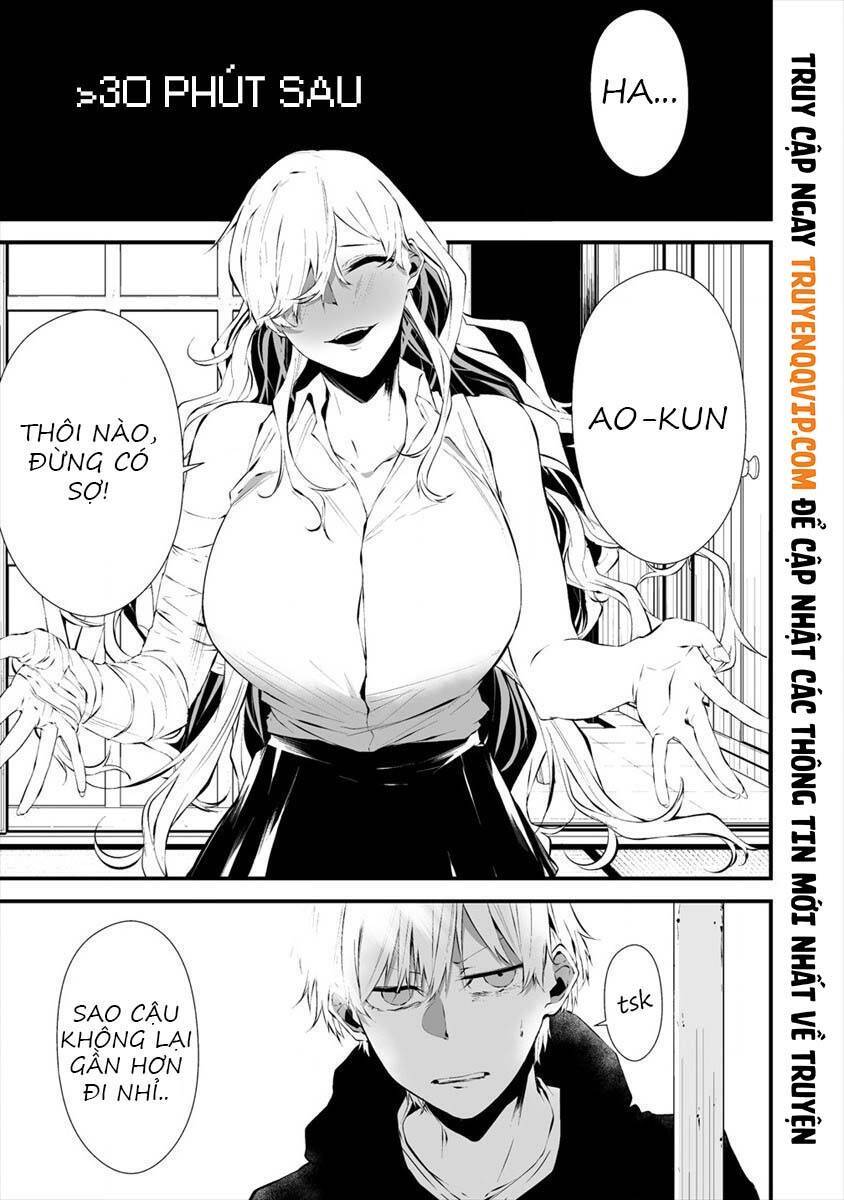 >30 PHÚT SAU
HA...
AO-KUN
THÔI NÀO,
ĐỪNG CÓ
SỢ!
tsk
SAO CẬU
KHÔNG LẠI
GẦN HƠN
ĐI NHỈ..
TRUY CẬP NGAY TRUYENQQVIP.COM ĐỂ CẬP NHẬT CÁC THÔNG TIN MỚI NHẤT VỀ TRUYỆN